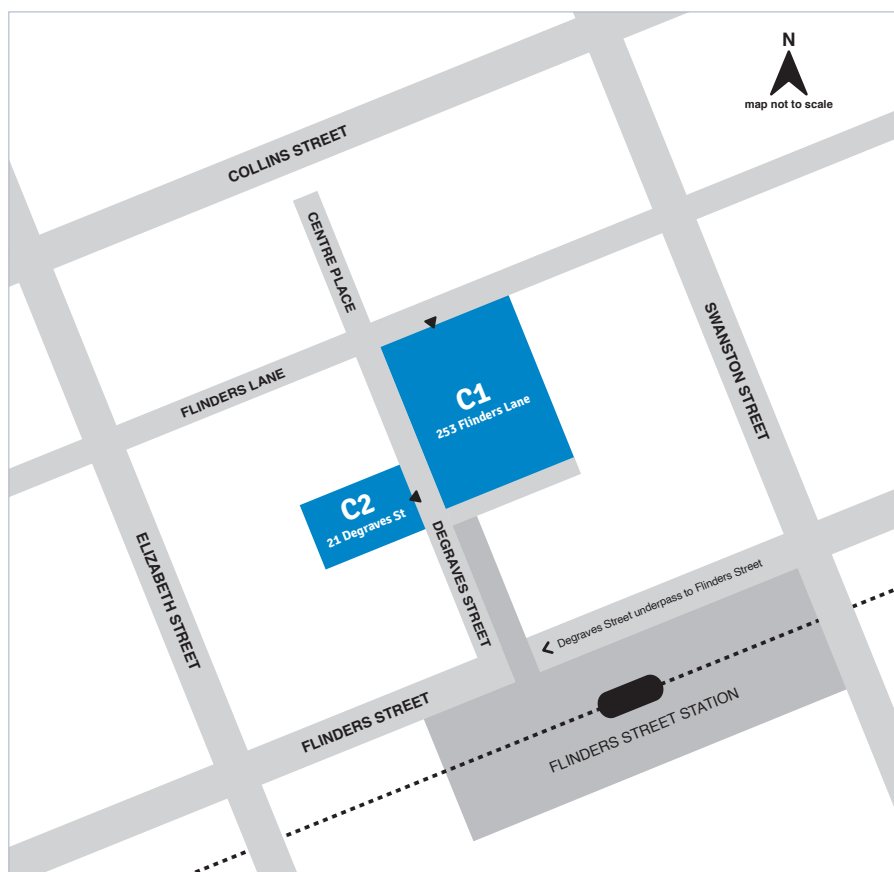 N
map not to scale
COLLINS STREET
CENTRE PLACE
FLINDERS LANE
SWANSTON STREET
C1
253 Flinders Lane
C2
21 Degraves St
DEGRAVES STREET
ELIZABETH STREET
Degraves Street underpass to Flinders Street
FLINDERS STREET
FLINDERS STREET STATION